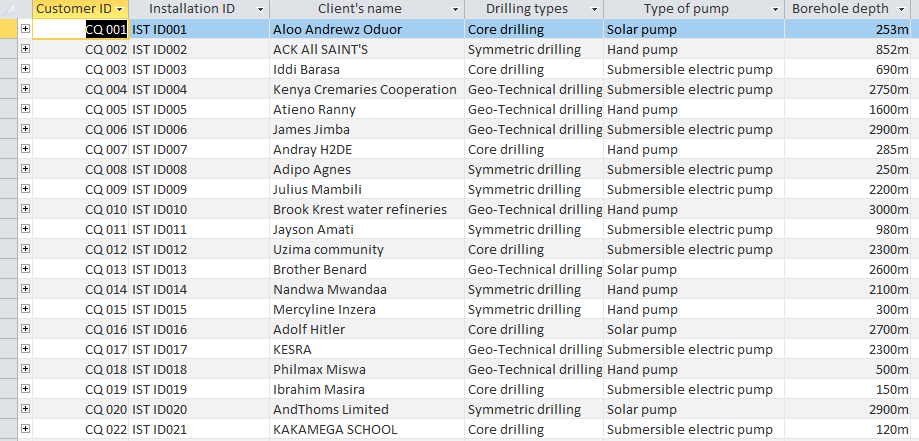 Customer ID Installation ID Client's name Drilling types Type of pump Borehole depth
CQ 001 IST ID001 Aloo Andrewz Oduor Core drilling Solar pump 253m
CQ 002 IST ID002 ACK All SAINT'S Symmetric drilling Hand pump 852m
CQ 003 IST ID003 Iddi Barasa Core drilling Submersible electric pump 690m
CQ 004 IST ID004 Kenya Cremaries Cooperation Geo-Technical drilling Submersible electric pump 2750m
CQ 005 IST ID005 Atieno Ranny Geo-Technical drilling Hand pump 1600m
CQ 006 IST ID006 James Jimba Geo-Technical drilling Submersible electric pump 2900m
CQ 007 IST ID007 Andray H2DE Core drilling Hand pump 285m
CQ 008 IST ID008 Adipo Agnes Symmetric drilling Submersible electric pump 250m
CQ 009 IST ID009 Julius Mambili Symmetric drilling Submersible electric pump 2200m
CQ 010 IST ID010 Brook Krest water refineries Geo-Technical drilling Hand pump 3000m
CQ 011 IST ID011 Jayson Amati Symmetric drilling Submersible electric pump 980m
CQ 012 IST ID012 Uzima community Core drilling Submersible electric pump 2300m
CQ 013 IST ID013 Brother Benard Geo-Technical drilling Solar pump 2600m
CQ 014 IST ID014 Nandwa Mwandaa Symmetric drilling Hand pump 2100m
CQ 015 IST ID015 Mercyline Inzera Symmetric drilling Hand pump 300m
CQ 016 IST ID016 Adolf Hitler Core drilling Solar pump 2700m
CQ 017 IST ID017 KESRA Geo-Technical drilling Submersible electric pump 2300m
CQ 018 IST ID018 Philmax Miswa Geo-Technical drilling Hand pump 500m
CQ 019 IST ID019 Ibrahim Masira Core drilling Submersible electric pump 150m
CQ 020 IST ID020 AndThoms Limited Symmetric drilling Solar pump 2900m
CQ 022 IST ID021 KAKAMEGA SCHOOL Core drilling Submersible electric pump 120m